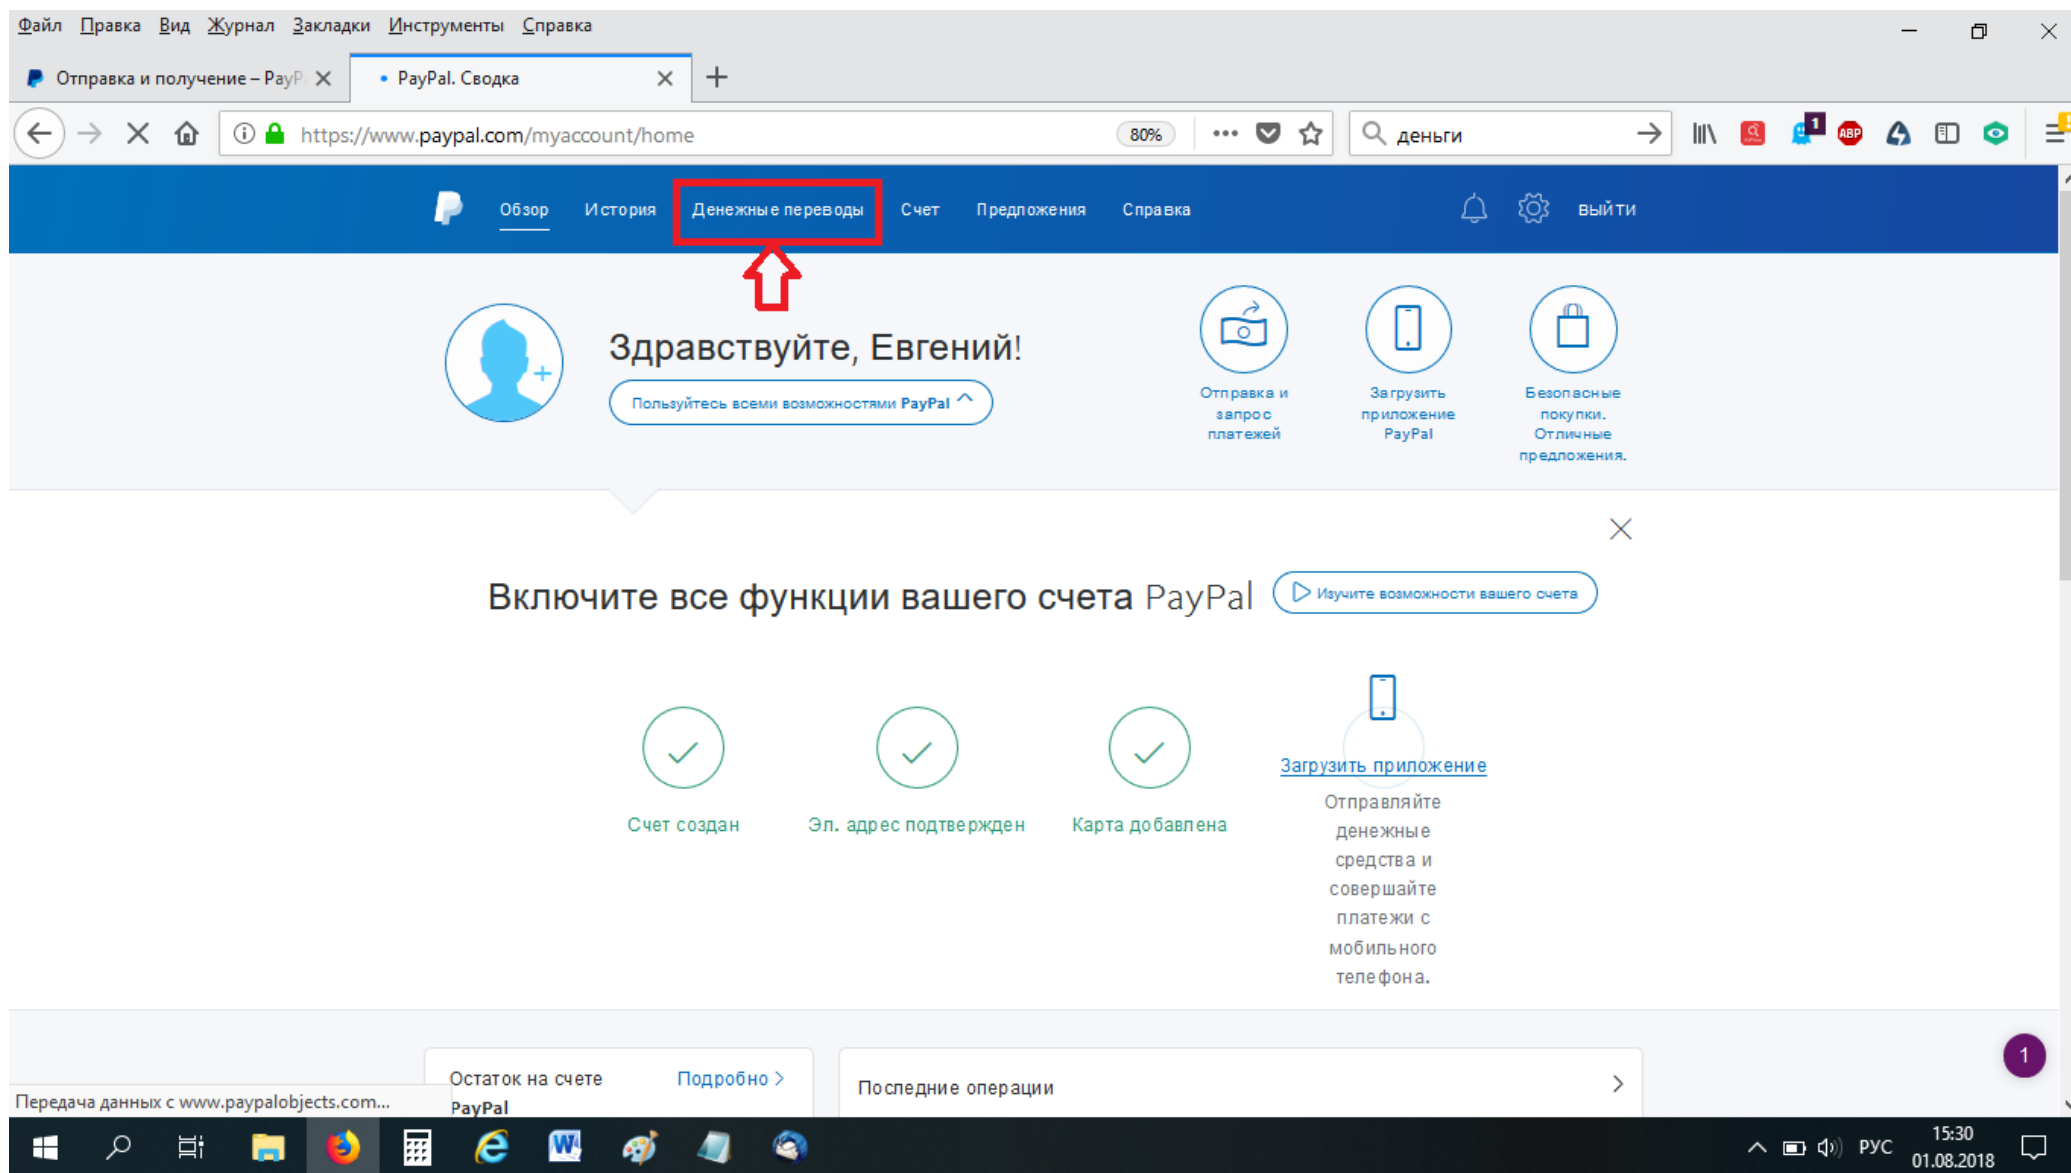 Файл Правка Вид Журнал Закладки Инструменты Справка
Отправка и получение – PayP
• PayPal. Сводка
https://www.paypal.com/myaccount/home
80%
деньги
1
ABP
Обзор История Денежные переводы Счет Предложения Справка ВЫЙТИ
Здравствуйте, Евгений!
Пользуйтесь всеми возможностями PayPal
Отправка и
запрос
платежей
Загрузить
приложение
PayPal
Безопасные
покупки.
Отличные
предложения.
Включите все функции вашего счета PayPal
Изучите возможности вашего счета
Счет создан
Эл. адрес подтвержден
Карта добавлена
Загрузить приложение
Отправляйте
денежные
средства и
совершайте
платежи с
мобильного
телефона.
1
Остаток на счете
PayPal
Подробно >
Последние операции
Передача данных с www.paypalobjects.com...
РУС
15:30
01.08.2018